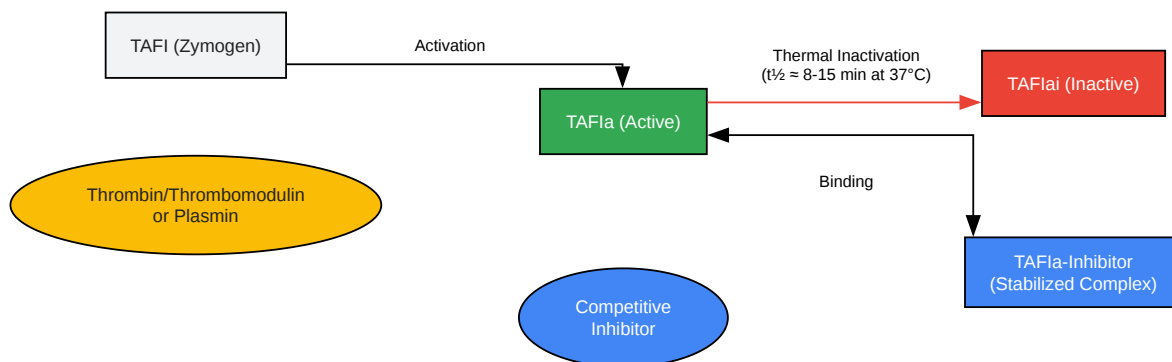 TAFI (Zymogen)
Activation
Thermal Inactivation
(t½ ≈ 8-15 min at 37°C)
TAFIai (Inactive)
TAFIa (Active)
Binding
Thrombin/Thrombomodulin
or Plasmin
TAFIa-Inhibitor
(Stabilized Complex)
Competitive
Inhibitor